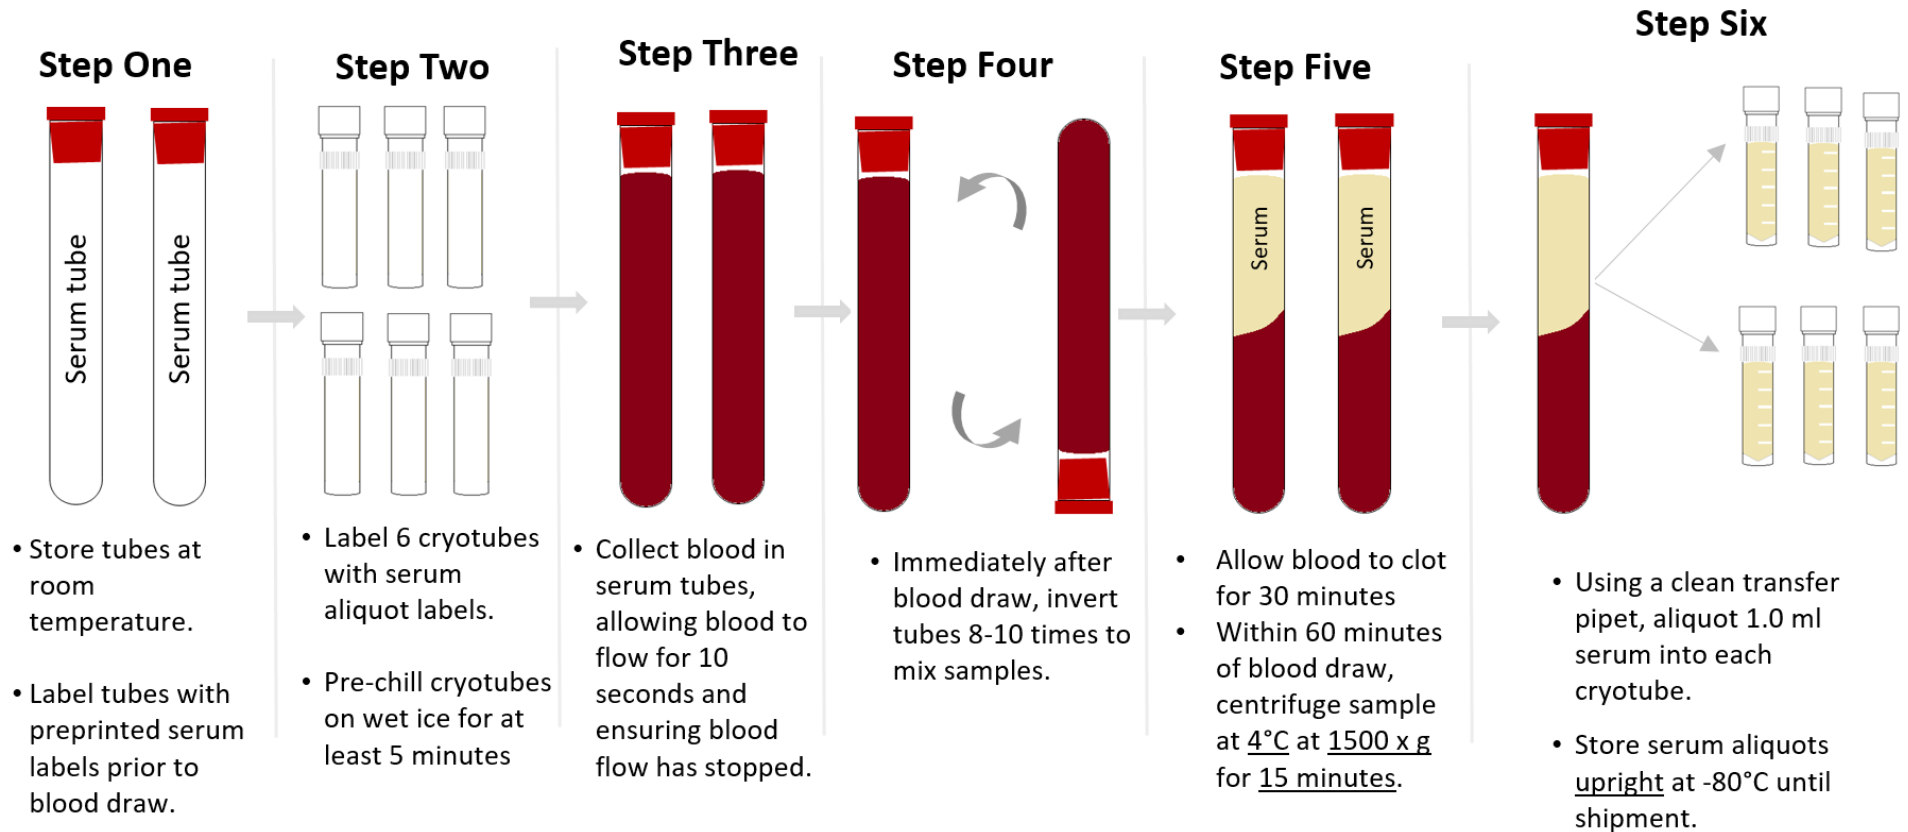 Step One
Serum tube
Serum tube
• Store tubes at
room
temperature.
• Label tubes with
preprinted serum
labels prior to
blood draw.
Step Two
• Label 6 cryotubes
with serum
aliquot labels.
• Pre-chill cryotubes
on wet ice for at
least 5 minutes
Step Three
• Collect blood in
serum tubes,
allowing blood to
flow for 10
seconds and
ensuring blood
flow has stopped.
Step Four
• Immediately after
blood draw, invert
tubes 8-10 times to
mix samples.
Step Five
Serum
Serum
• Allow blood to clot
for 30 minutes
• Within 60 minutes
of blood draw,
centrifuge sample
at 4°C at 1500 x g
for 15 minutes.
Step Six
• Using a clean transfer
pipet, aliquot 1.0 ml
serum into each
cryotube.
• Store serum aliquots
upright at -80°C until
shipment.